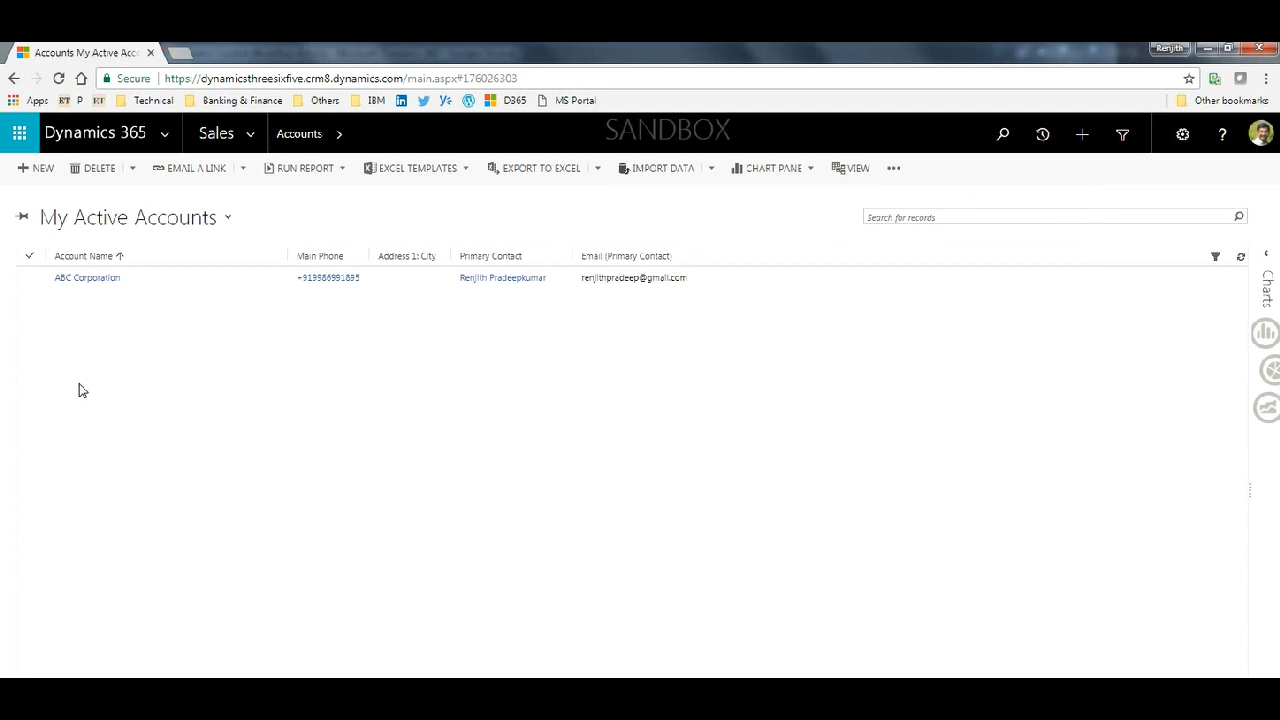 Accounts My Active Acc
Renjith
Secure https://dynamicsthreesixfive.crm8.dynamics.com/main.aspx#176026303
Apps P Technical Banking & Finance Others IBM D365 MS Portal Other bookmarks
Dynamics 365 Sales Accounts
SANDBOX
NEW DELETE EMAIL A LINK RUN REPORT EXCEL TEMPLATES EXPORT TO EXCEL IMPORT DATA CHART PANE VIEW
My Active Accounts
Search for records
Account Name Main Phone Address 1: City Primary Contact Email (Primary Contact)
ABC Corporation Renjith Pradeepkumar renjithpradeep@gmail.com
Charts